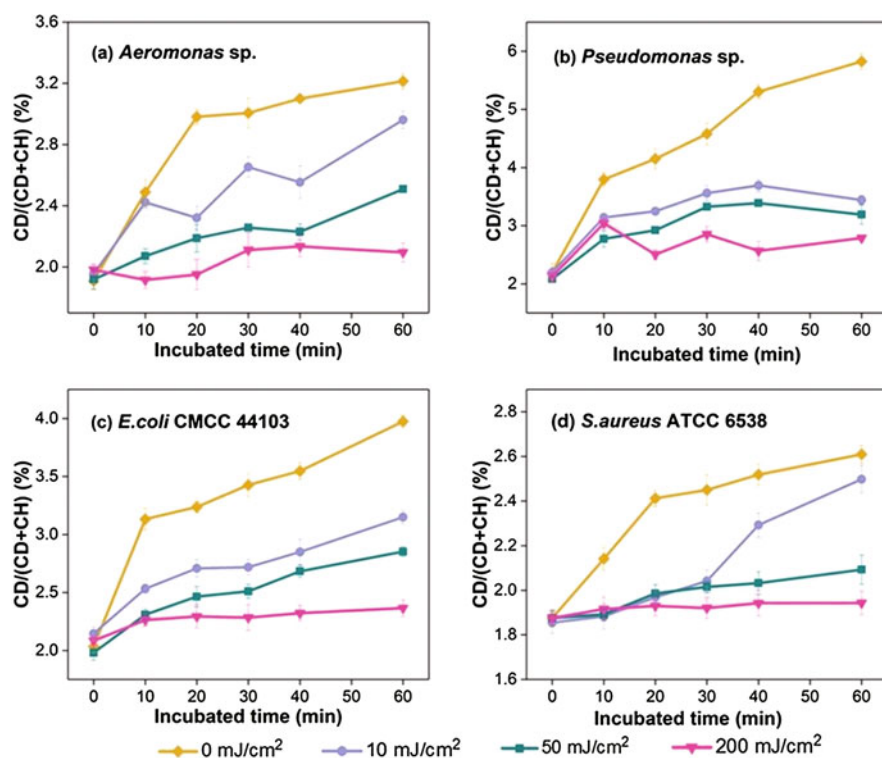 (a) Aeromonas sp.
CD/(CD+CH) (%)
3.6
3.2
2.8
2.4
2.0
0 10 20 30 40 50 60
Incubated time (min)
(b) Pseudomonas sp.
CD/(CD+CH) (%)
6
5
4
3
2
0 10 20 30 40 50 60
Incubated time (min)
(c) E.coli CMCC 44103
CD/(CD+CH) (%)
4.0
3.5
3.0
2.5
2.0
0 10 20 30 40 50 60
Incubated time (min)
(d) S.aureus ATCC 6538
CD/(CD+CH) (%)
2.8
2.6
2.4
2.2
2.0
1.8
1.6
0 10 20 30 40 50 60
Incubated time (min)
0 mJ/cm² 10 mJ/cm² 50 mJ/cm² 200 mJ/cm²